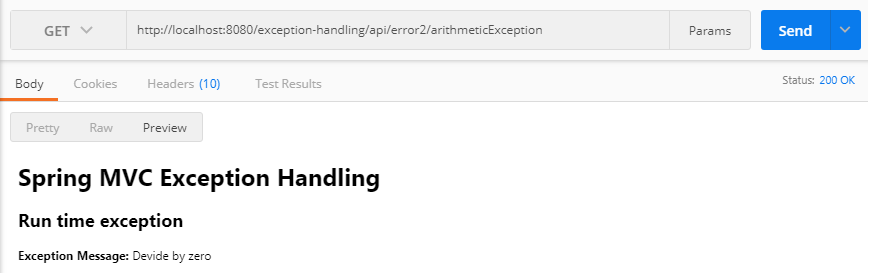 GET http://localhost:8080/exception-handling/api/error2/arithmeticException Params Send
Body Cookies Headers (10) Test Results Status: 200 OK
Pretty Raw Preview
Spring MVC Exception Handling
Run time exception
Exception Message: Devide by zero